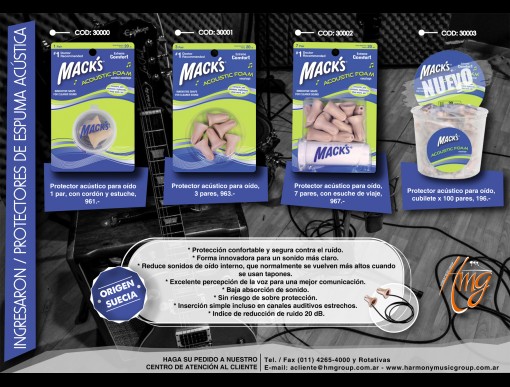 INGRESARON / PROTECTORES DE ESPUMA ACÚSTICA
COD: 30000
COD: 30001
COD: 30002
COD: 30003
MACK'S
ACOUSTIC FOAM
MACK'S
MACK'S
ACOUSTIC FOAM
MACK'S
ACOUSTIC FOAM
MACK'S
MACK'S
NUEVO
MACK'S
ACOUSTIC FOAM
Protector acústico para oído
1 par, con cordón y estuche,
961.-
Protector acústico para oído,
3 pares, 963.-
Protector acústico para oído,
7 pares, con esuche de viaje,
967.-
Protector acústico para oído,
cubilete x 100 pares, 196.-
ORIGEN
SUECIA
* Protección confortable y segura contra el ruído.
* Forma innovadora para un sonido más claro.
* Reduce sonidos de oído interno, que normalmente se vuelven más altos cuando
se usan tapones.
* Excelente percepción de la voz para una mejor comunicación.
* Baja absorción de sonido.
* Sin riesgo de sobre protección.
* Inserción simple incluso en canales auditivos estrechos.
* Indice de reducción de ruído 20 dB.
Hmg
HAGA SU PEDIDO A NUESTRO
CENTRO DE ATENCIÓN AL CLIENTE
Tel. / Fax (011) 4265-4000 y Rotativas
E-mail: acliente@hmgroup.com.ar - www.harmonymusicgroup.com.ar